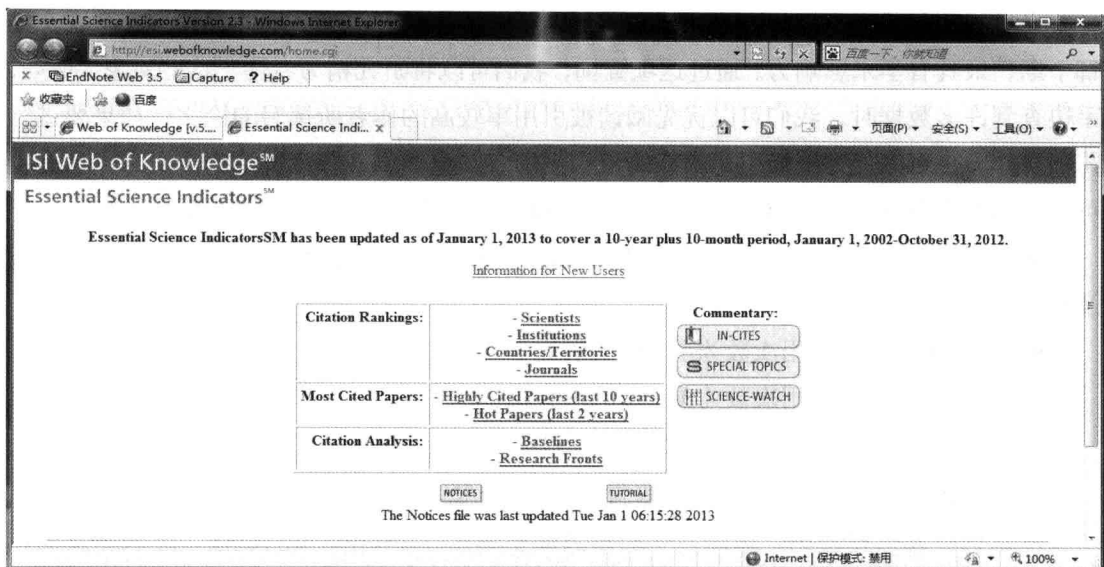 Essential Science Indicators Version 2.3 - Windows Internet Explorer
http://esi.webofknowledge.com/home.cgi
百度一下，你就知道
× EndNote Web 3.5 Capture ? Help
收藏夹 百度
Web of Knowledge [v.5.... Essential Science Indi... x
页面(P) 安全(S) 工具(O)
ISI Web of Knowledge SM
Essential Science Indicators SM
Essential Science IndicatorsSM has been updated as of January 1, 2013 to cover a 10-year plus 10-month period, January 1, 2002-October 31, 2012.
Information for New Users
Citation Rankings:
- Scientists
- Institutions
- Countries/Territories
- Journals
Most Cited Papers:
- Highly Cited Papers (last 10 years)
- Hot Papers (last 2 years)
Citation Analysis:
- Baselines
- Research Fronts
Commentary:
IN-CITES
SPECIAL TOPICS
SCIENCE-WATCH
NOTICES TUTORIAL
The Notices file was last updated Tue Jan 1 06:15:28 2013
Internet | 保护模式: 禁用 100%